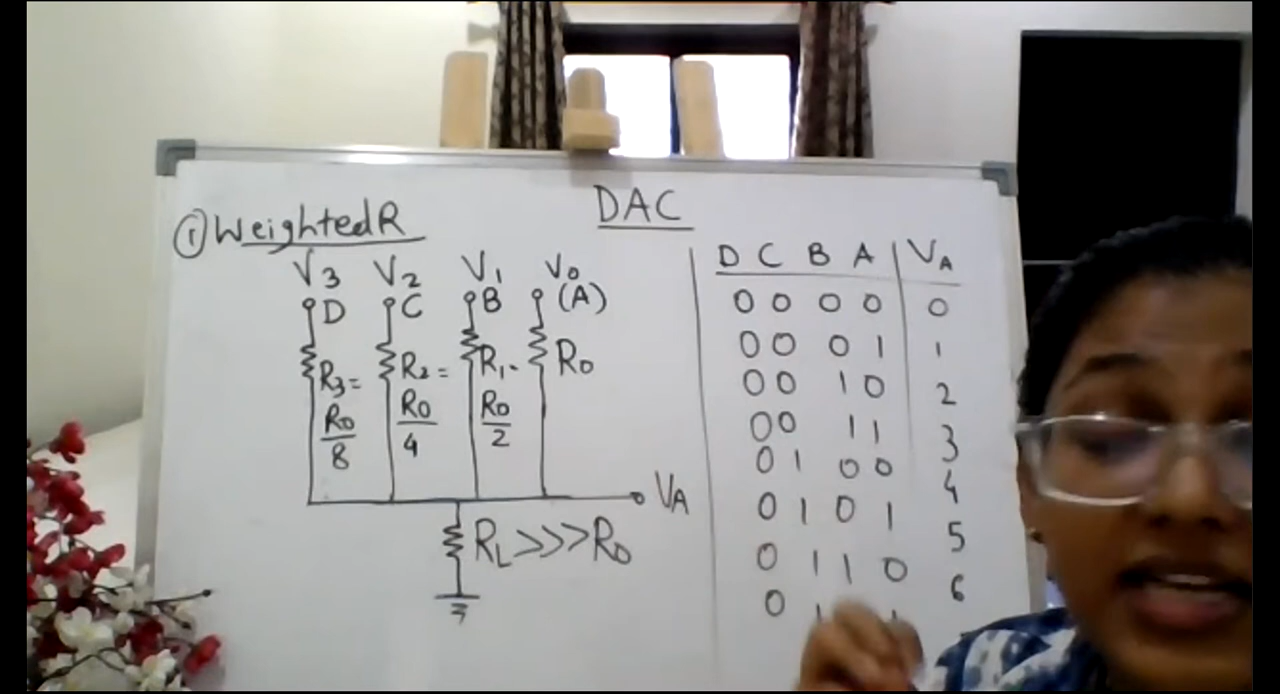 DAC
① Weighted R
V3 V2 V1 V0
D C B (A)
R3 = R2 = R1 - R0
R0/8 R0/4 R0/2
VA
RL >>> R0
D C B A VA
0 0 0 0 0
0 0 0 1 1
0 0 1 0 2
0 0 1 1 3
0 1 0 0 4
0 1 0 1 5
0 1 1 0 6
0 1